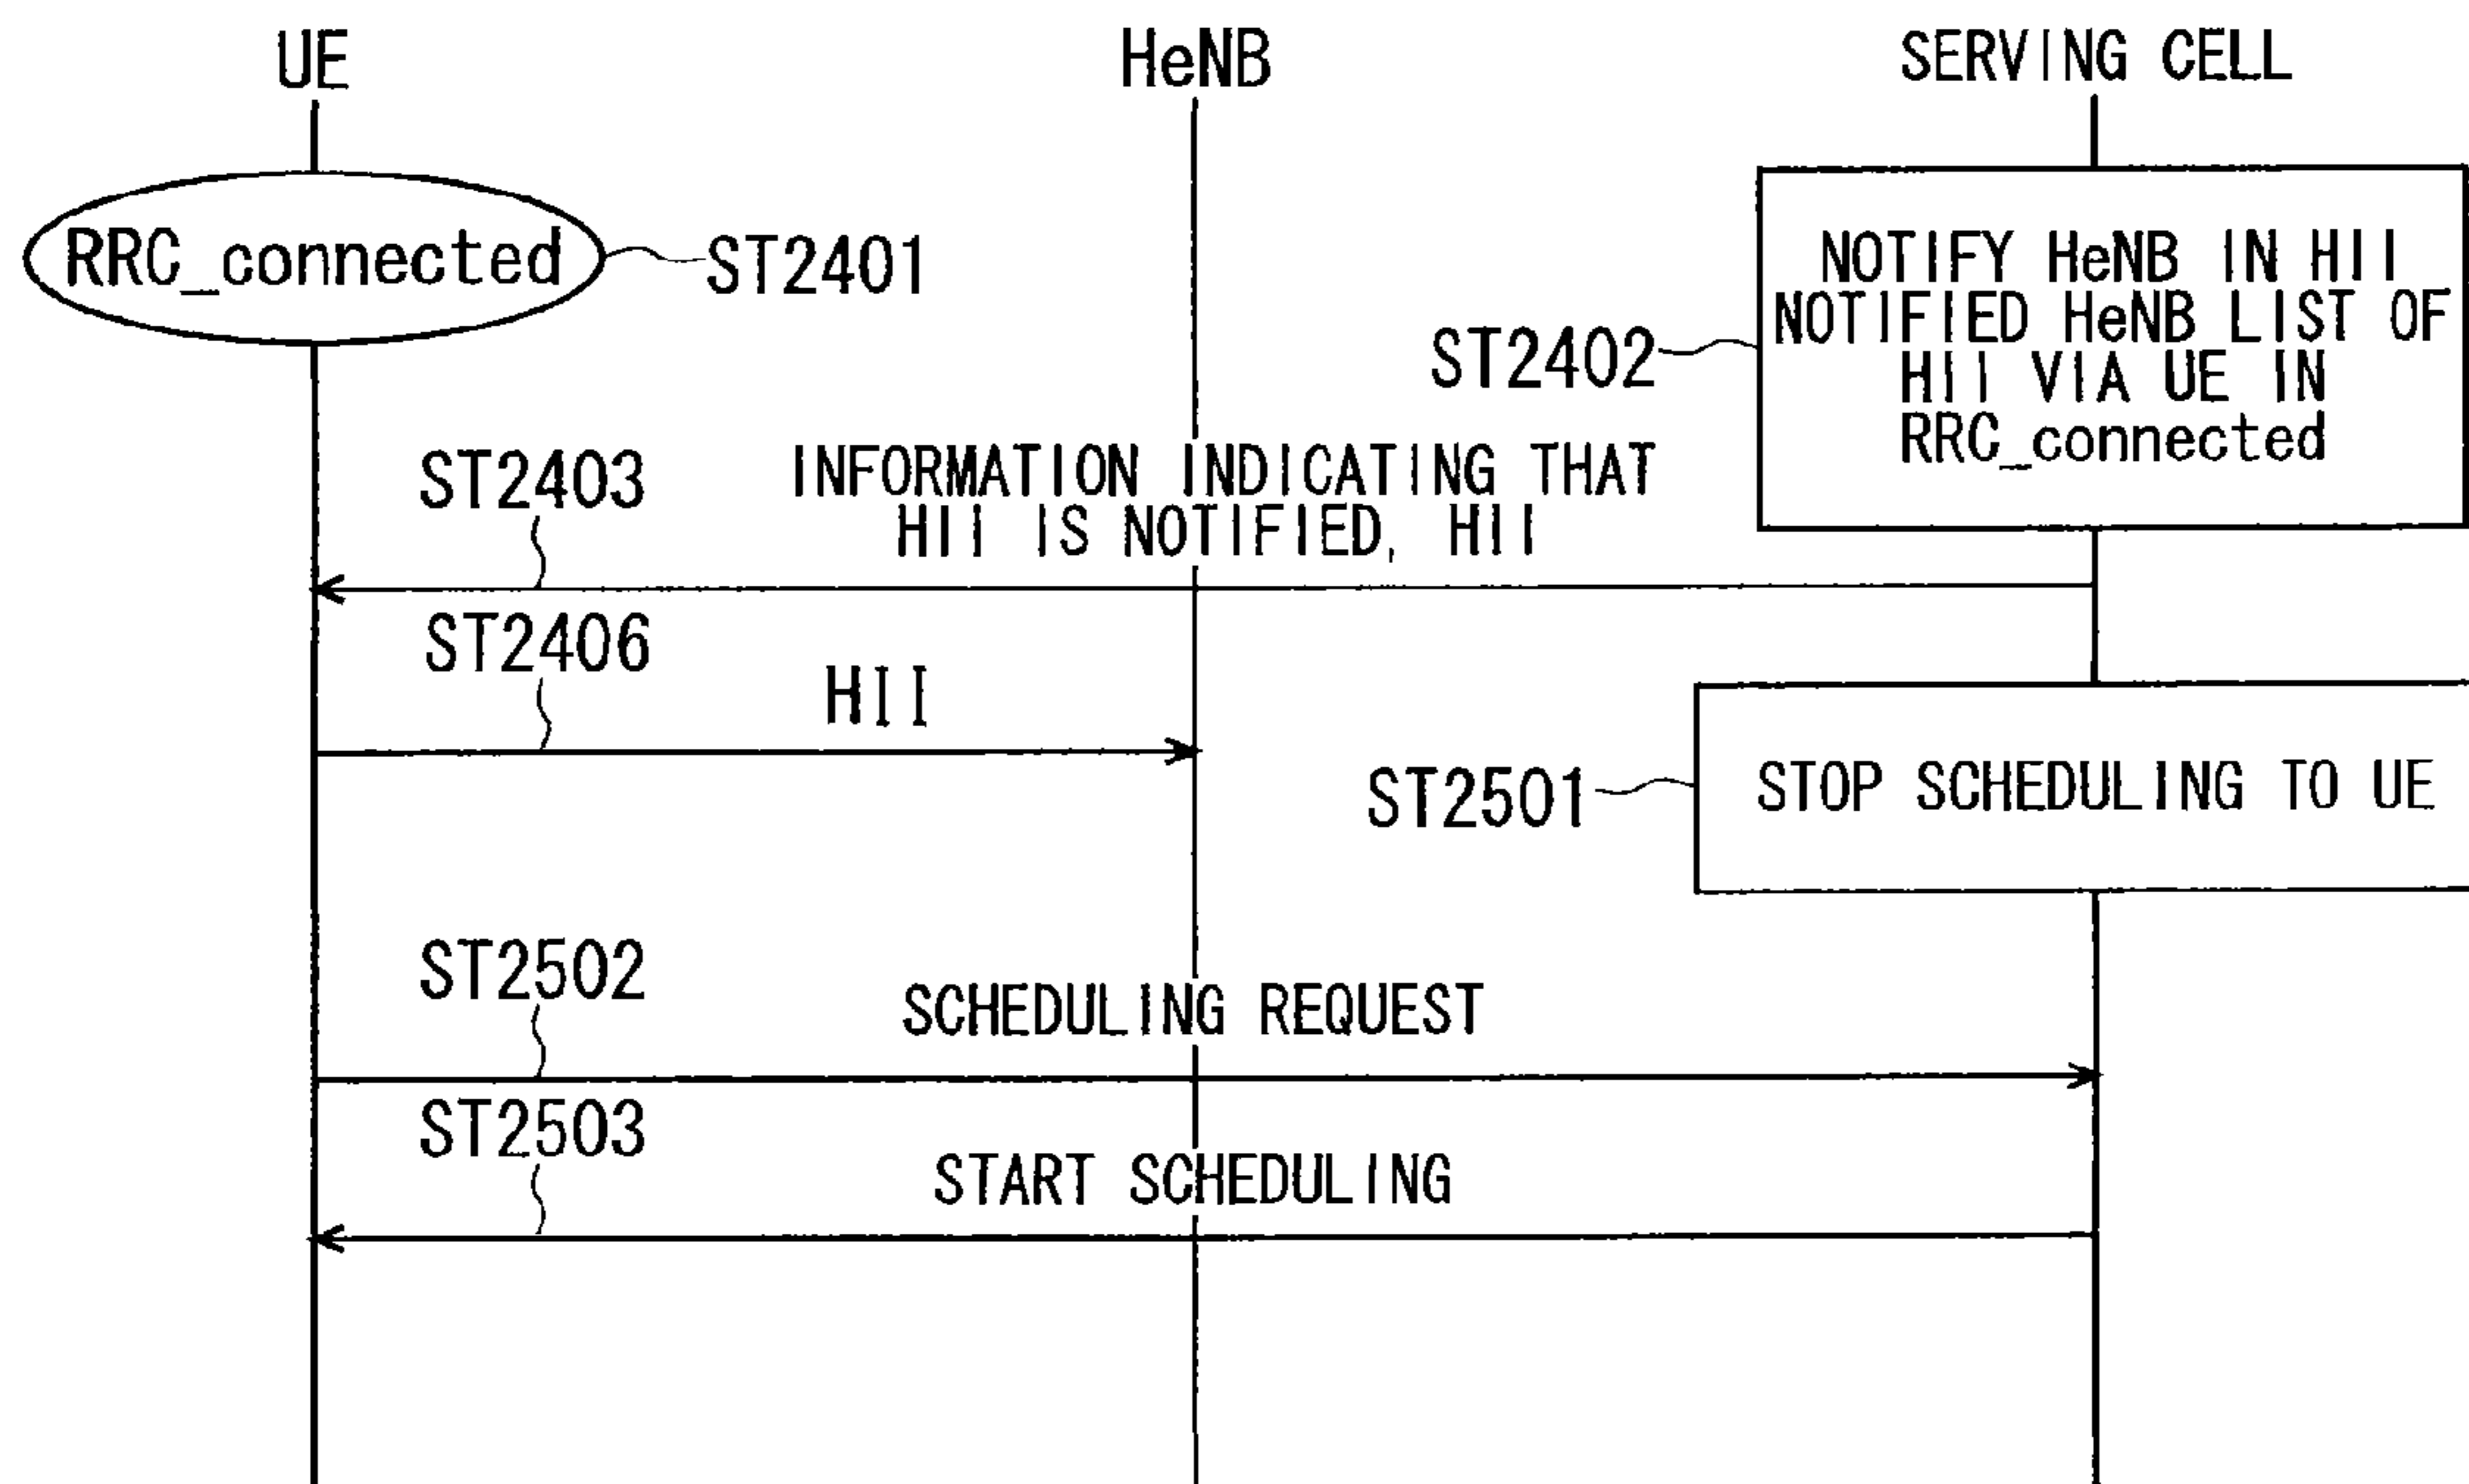 UE
HeNB
SERVING CELL
RRC_connected
ST2401
NOTIFY HeNB IN HII
NOTIFIED HeNB LIST OF
HII VIA UE IN
RRC_connected
ST2402
ST2403
INFORMATION INDICATING THAT
HII IS NOTIFIED, HII
ST2406
HII
ST2501
STOP SCHEDULING TO UE
ST2502
SCHEDULING REQUEST
ST2503
START SCHEDULING